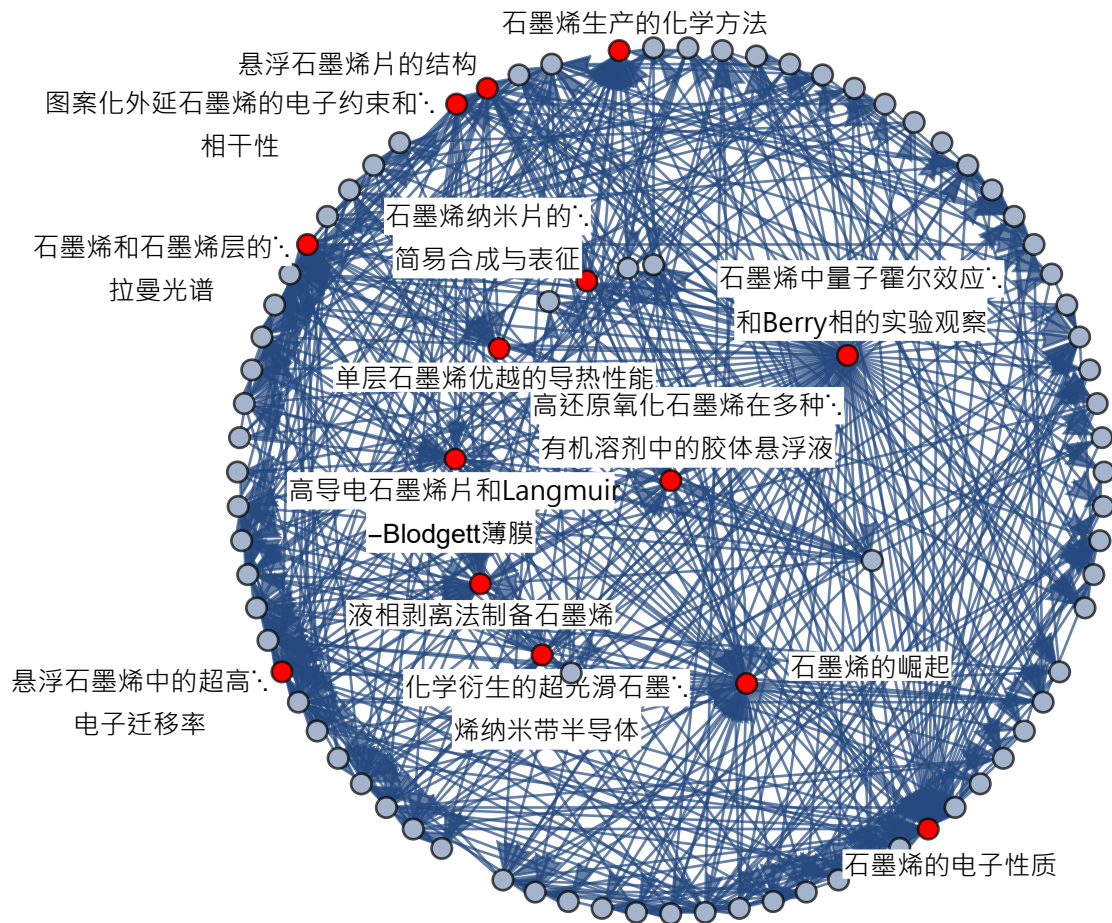 石墨烯生产的化学方法
悬浮石墨烯片的结构
图案化外延石墨烯的电子约束和⋱
相干性
石墨烯纳米片的⋱
简易合成与表征
石墨烯和石墨烯层的⋱
拉曼光谱
石墨烯中量子霍尔效应⋱
和Berry相的实验观察
单层石墨烯优越的导热性能
高还原氧化石墨烯在多种⋱
有机溶剂中的胶体悬浮液
高导电石墨烯片和Langmuir
–Blodgett薄膜
液相剥离法制备石墨烯
悬浮石墨烯中的超高⋱
电子迁移率
化学衍生的超光滑石墨⋱
烯纳米带半导体
石墨烯的崛起
石墨烯的电子性质